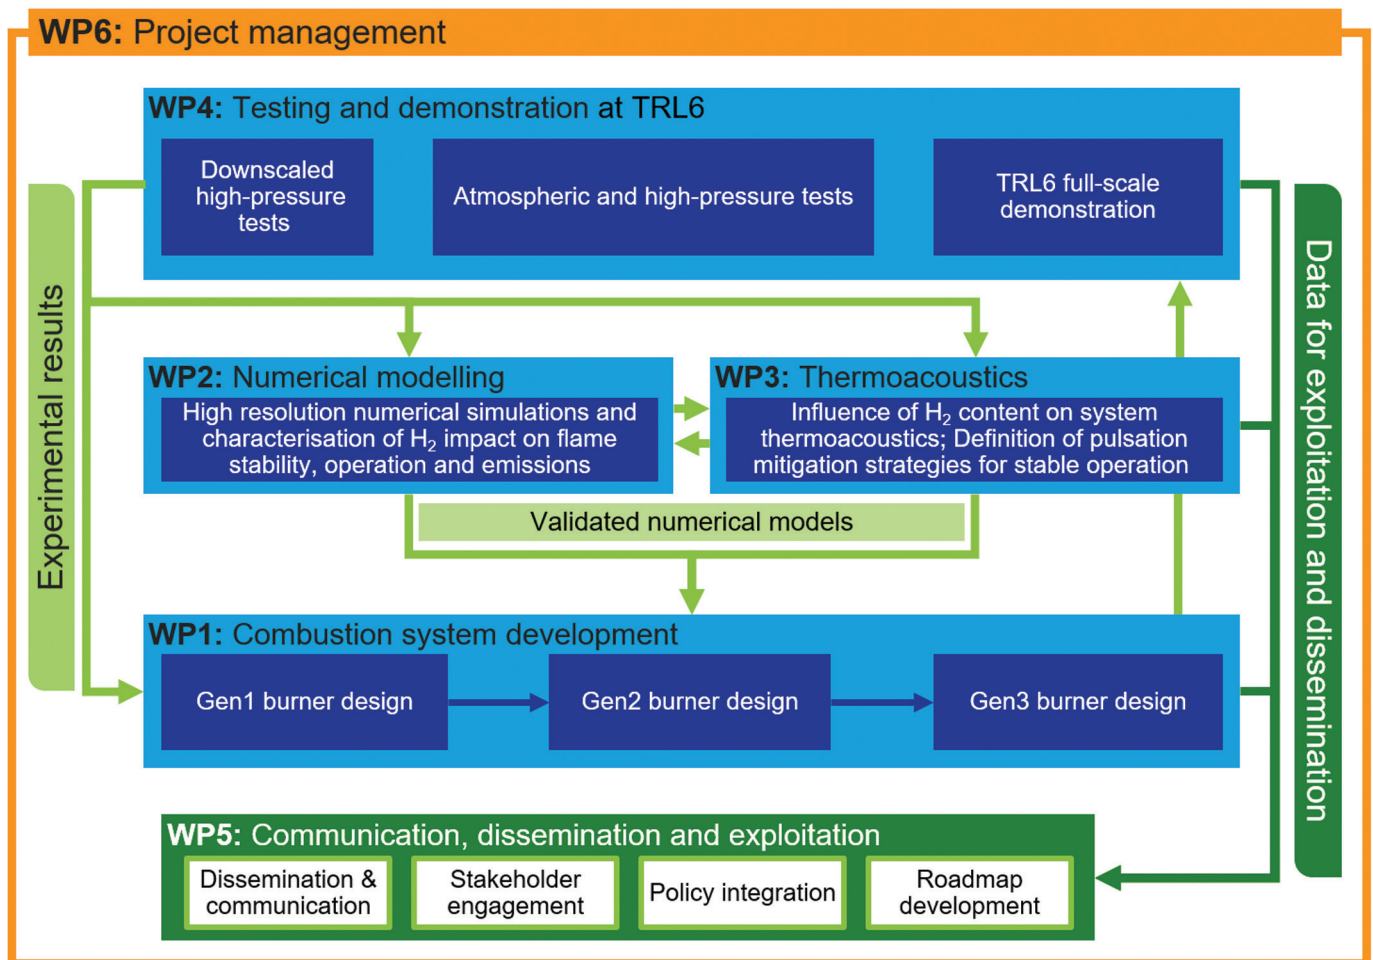 WP6: Project management
WP4: Testing and demonstration at TRL6
Downscaled
high-pressure
tests
Atmospheric and high-pressure tests
TRL6 full-scale
demonstration
Experimental results
Data for exploitation and dissemination
WP2: Numerical modelling
High resolution numerical simulations and
characterisation of H₂ impact on flame
stability, operation and emissions
WP3: Thermoacoustics
Influence of H₂ content on system
thermoacoustics; Definition of pulsation
mitigation strategies for stable operation
Validated numerical models
WP1: Combustion system development
Gen1 burner design
Gen2 burner design
Gen3 burner design
WP5: Communication, dissemination and exploitation
Dissemination &
communication
Stakeholder
engagement
Policy integration
Roadmap
development